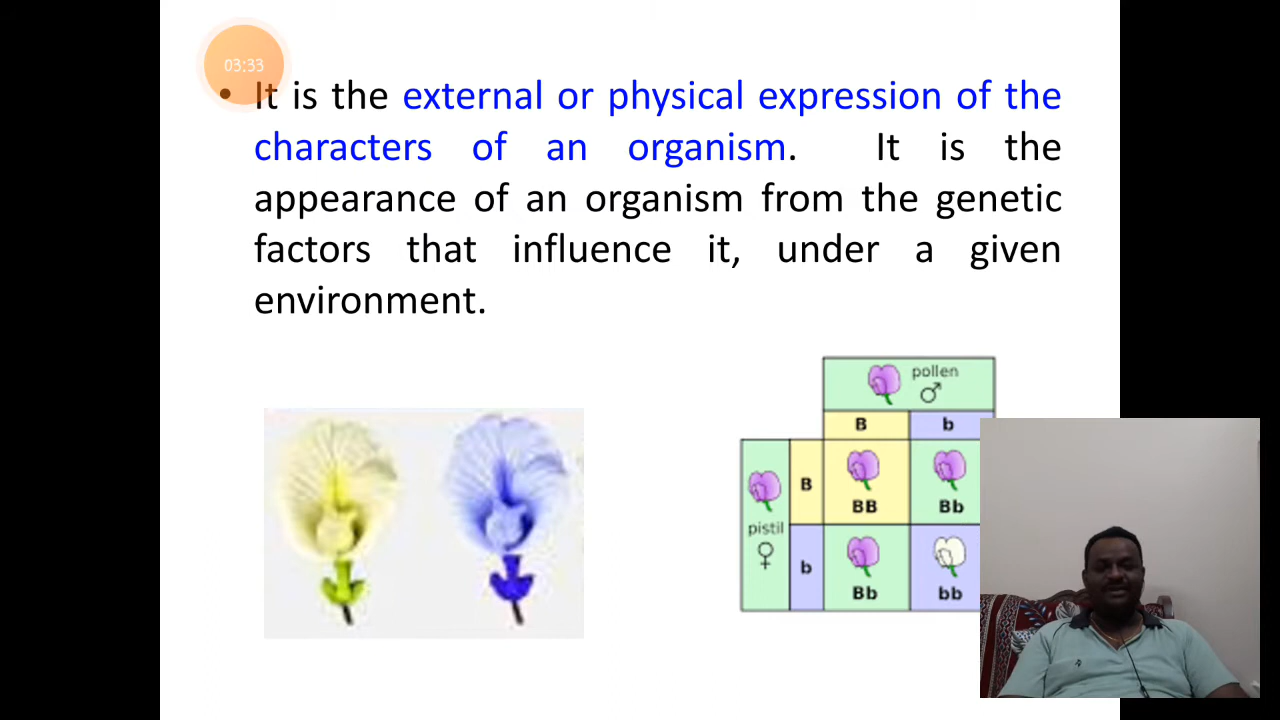 03:33
• It is the external or physical expression of the
characters of an organism. It is the
appearance of an organism from the genetic
factors that influence it, under a given
environment.
pollen
♂
B b
B
BB Bb
pistil
♀
b
Bb bb